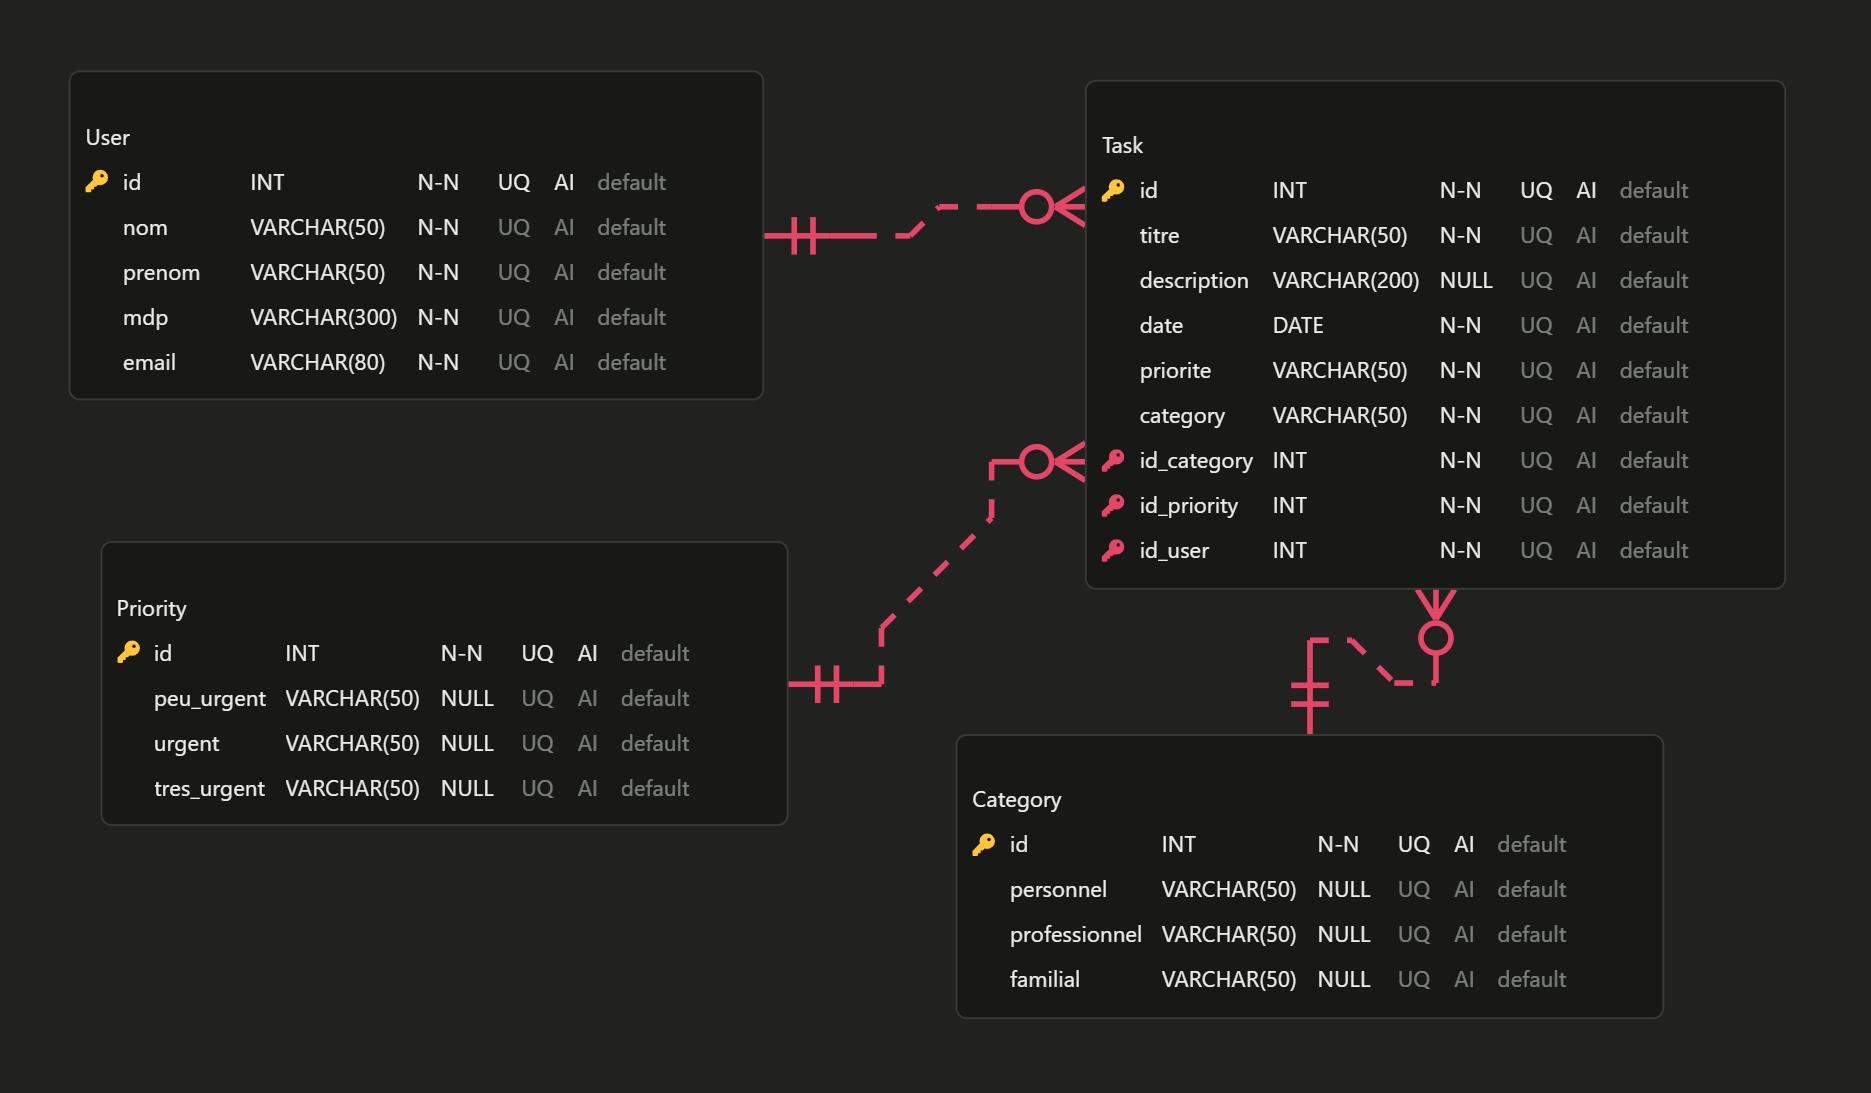 User
id INT N-N UQ AI default
nom VARCHAR(50) N-N UQ AI default
prenom VARCHAR(50) N-N UQ AI default
mdp VARCHAR(300) N-N UQ AI default
email VARCHAR(80) N-N UQ AI default
Task
id INT N-N UQ AI default
titre VARCHAR(50) N-N UQ AI default
description VARCHAR(200) NULL UQ AI default
date DATE N-N UQ AI default
priorite VARCHAR(50) N-N UQ AI default
category VARCHAR(50) N-N UQ AI default
id_category INT N-N UQ AI default
id_priority INT N-N UQ AI default
id_user INT N-N UQ AI default
Priority
id INT N-N UQ AI default
peu_urgent VARCHAR(50) NULL UQ AI default
urgent VARCHAR(50) NULL UQ AI default
tres_urgent VARCHAR(50) NULL UQ AI default
Category
id INT N-N UQ AI default
personnel VARCHAR(50) NULL UQ AI default
professionnel VARCHAR(50) NULL UQ AI default
familial VARCHAR(50) NULL UQ AI default